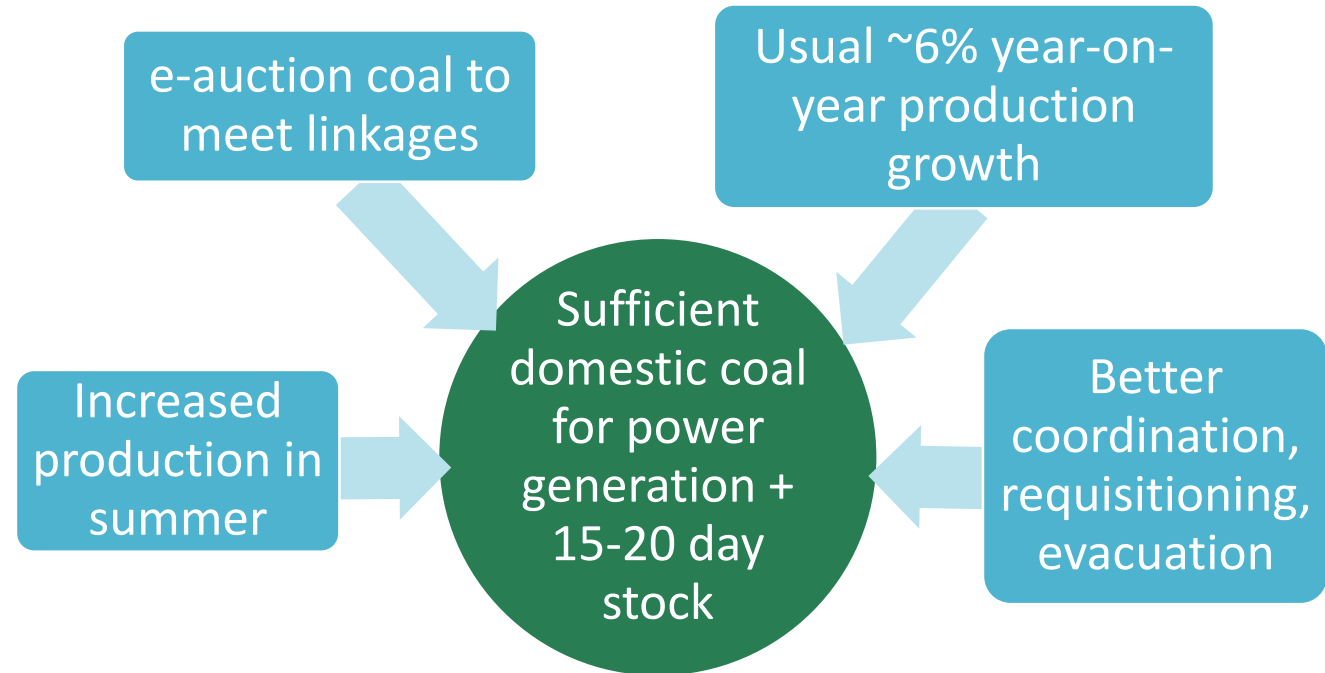 e-auction coal to
meet linkages
Usual ~6% year-on-
year production
growth
Increased
production in
summer
Sufficient
domestic coal
for power
generation +
15-20 day
stock
Better
coordination,
requisitioning,
evacuation